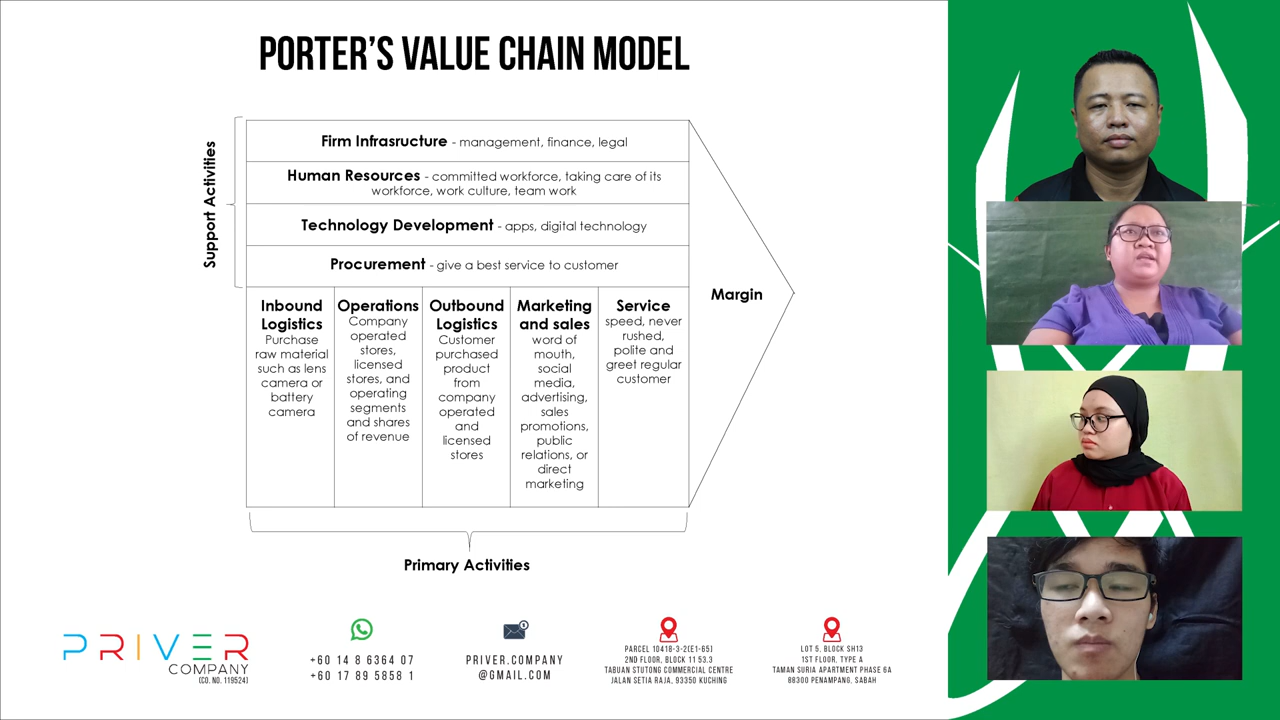 PORTER'S VALUE CHAIN MODEL
Support Activities
Firm Infrasructure - management, finance, legal
Human Resources - committed workforce, taking care of its
workforce, work culture, team work
Technology Development - apps, digital technology
Procurement - give a best service to customer
Inbound
Logistics
Purchase
raw material
such as lens
camera or
battery
camera
Operations
Company
operated
stores,
licensed
stores, and
operating
segments
and shares
of revenue
Outbound
Logistics
Customer
purchased
product
from
company
operated
and
licensed
stores
Marketing
and sales
word of
mouth,
social
media,
advertising,
sales
promotions,
public
relations, or
direct
marketing
Service
speed, never
rushed,
polite and
greet regular
customer
Margin
Primary Activities
PRIVER
COMPANY
(CO. NO. 119524)
+60 14 8 6364 07
+60 17 89 5858 1
PRIVER.COMPANY
@GMAIL.COM
PARCEL 10418-3-2(E1-65)
2ND FLOOR, BLOCK 11 53.3
TABUAN STUTONG COMMERCIAL CENTRE
JALAN SETIA RAJA, 93350 KUCHING
LOT 5, BLOCK SH13
1ST FLOOR, TYPE A
TAMAN SURIA APARTMENT PHASE 6A
88300 PENAMPANG, SABAH